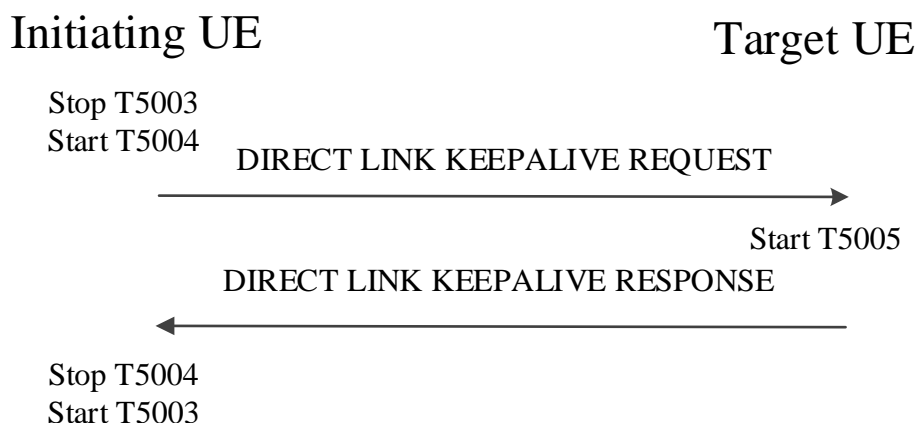 Initiating UE
Target UE
Stop T5003
Start T5004
DIRECT LINK KEEPALIVE REQUEST
Start T5005
DIRECT LINK KEEPALIVE RESPONSE
Stop T5004
Start T5003